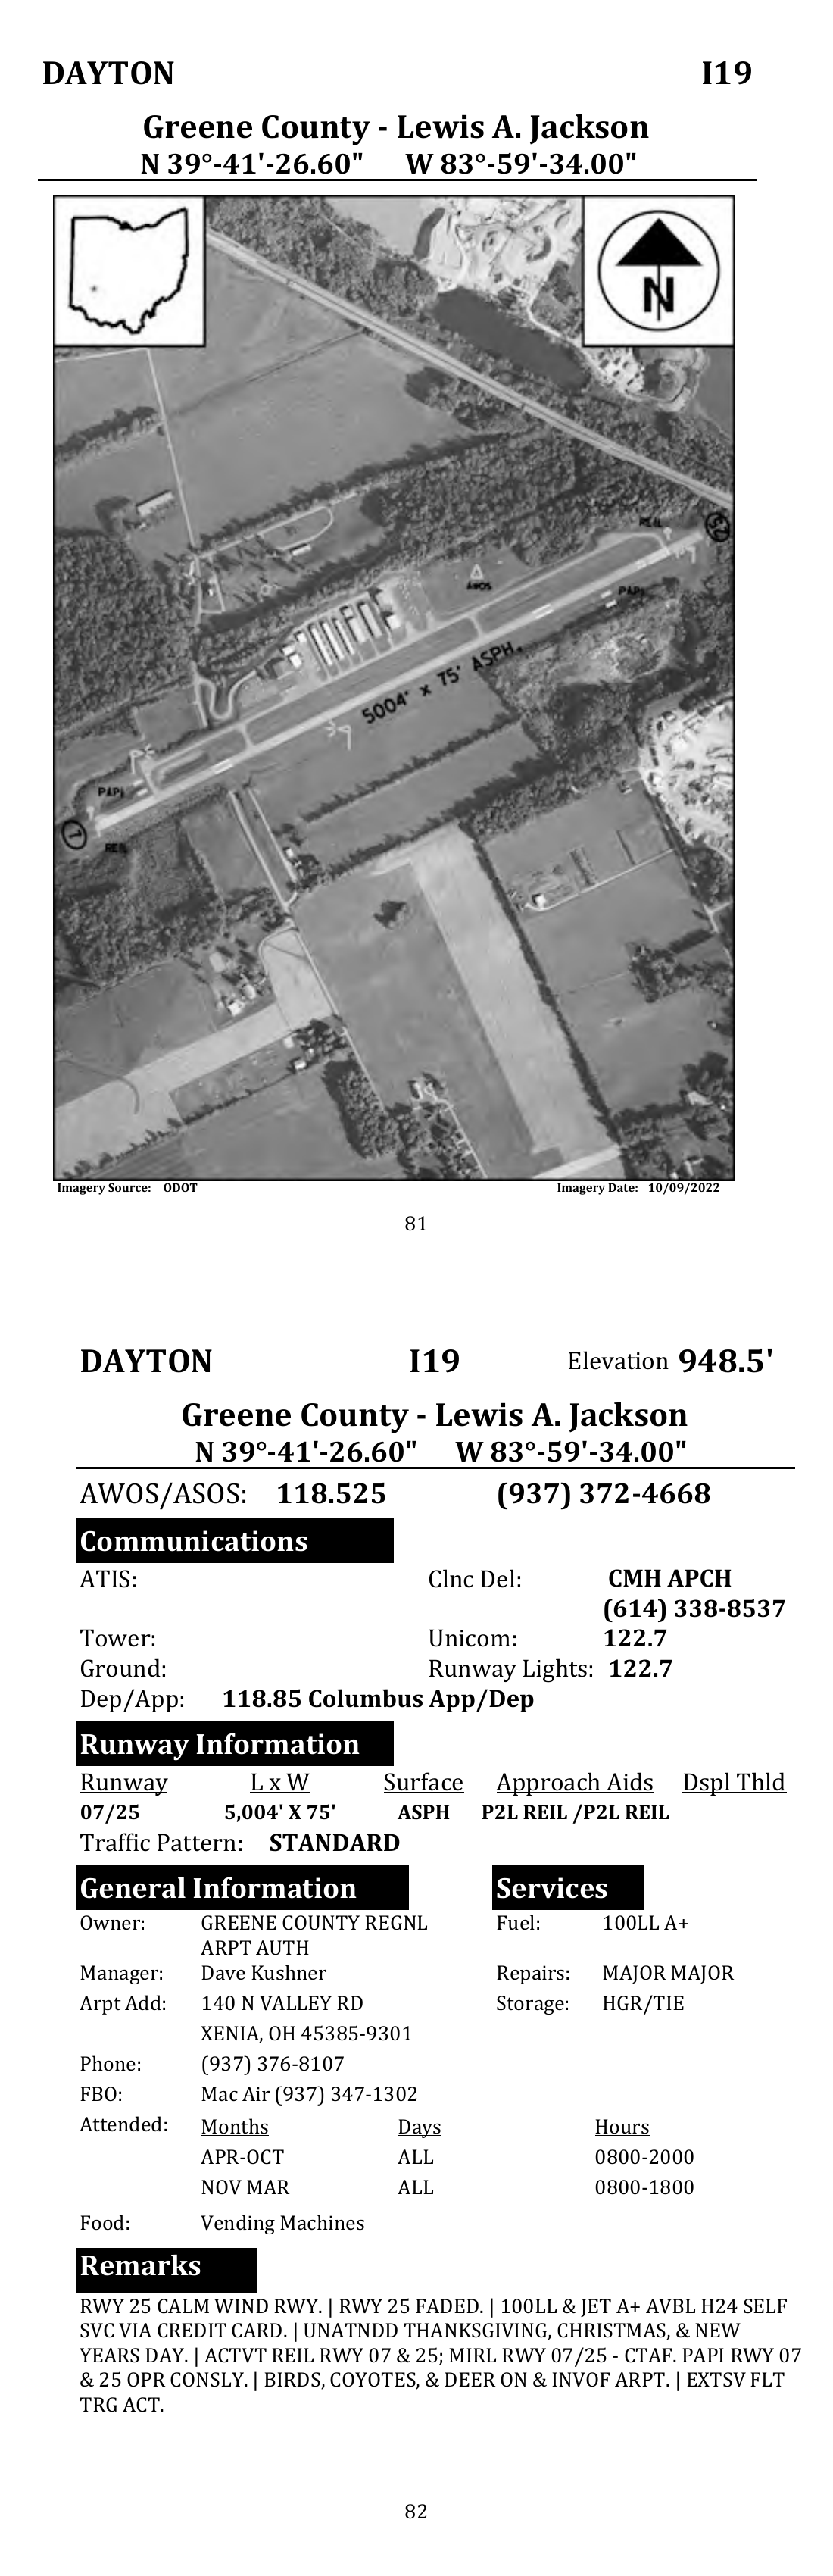 DAYTON I19
Greene County - Lewis A. Jackson
N 39°-41'-26.60" W 83°-59'-34.00"
N
REIL
25
AWOS
PAPI
5004' x 75' ASPH.
PAPI
7
REIL
Imagery Source: ODOT Imagery Date: 10/09/2022
81
DAYTON I19 Elevation 948.5'
Greene County - Lewis A. Jackson
N 39°-41'-26.60" W 83°-59'-34.00"
AWOS/ASOS: 118.525 (937) 372-4668
Communications
ATIS: Clnc Del: CMH APCH
(614) 338-8537
Tower: Unicom: 122.7
Ground: Runway Lights: 122.7
Dep/App: 118.85 Columbus App/Dep
Runway Information
Runway L x W Surface Approach Aids Dspl Thld
07/25 5,004' X 75' ASPH P2L REIL /P2L REIL
Traffic Pattern: STANDARD
General Information Services
Owner: GREENE COUNTY REGNL Fuel: 100LL A+
ARPT AUTH
Manager: Dave Kushner Repairs: MAJOR MAJOR
Arpt Add: 140 N VALLEY RD Storage: HGR/TIE
XENIA, OH 45385-9301
Phone: (937) 376-8107
FBO: Mac Air (937) 347-1302
Attended: Months Days Hours
APR-OCT ALL 0800-2000
NOV MAR ALL 0800-1800
Food: Vending Machines
Remarks
RWY 25 CALM WIND RWY. | RWY 25 FADED. | 100LL & JET A+ AVBL H24 SELF
SVC VIA CREDIT CARD. | UNATNDD THANKSGIVING, CHRISTMAS, & NEW
YEARS DAY. | ACTVT REIL RWY 07 & 25; MIRL RWY 07/25 - CTAF. PAPI RWY 07
& 25 OPR CONSLY. | BIRDS, COYOTES, & DEER ON & INVOF ARPT. | EXTSV FLT
TRG ACT.
82